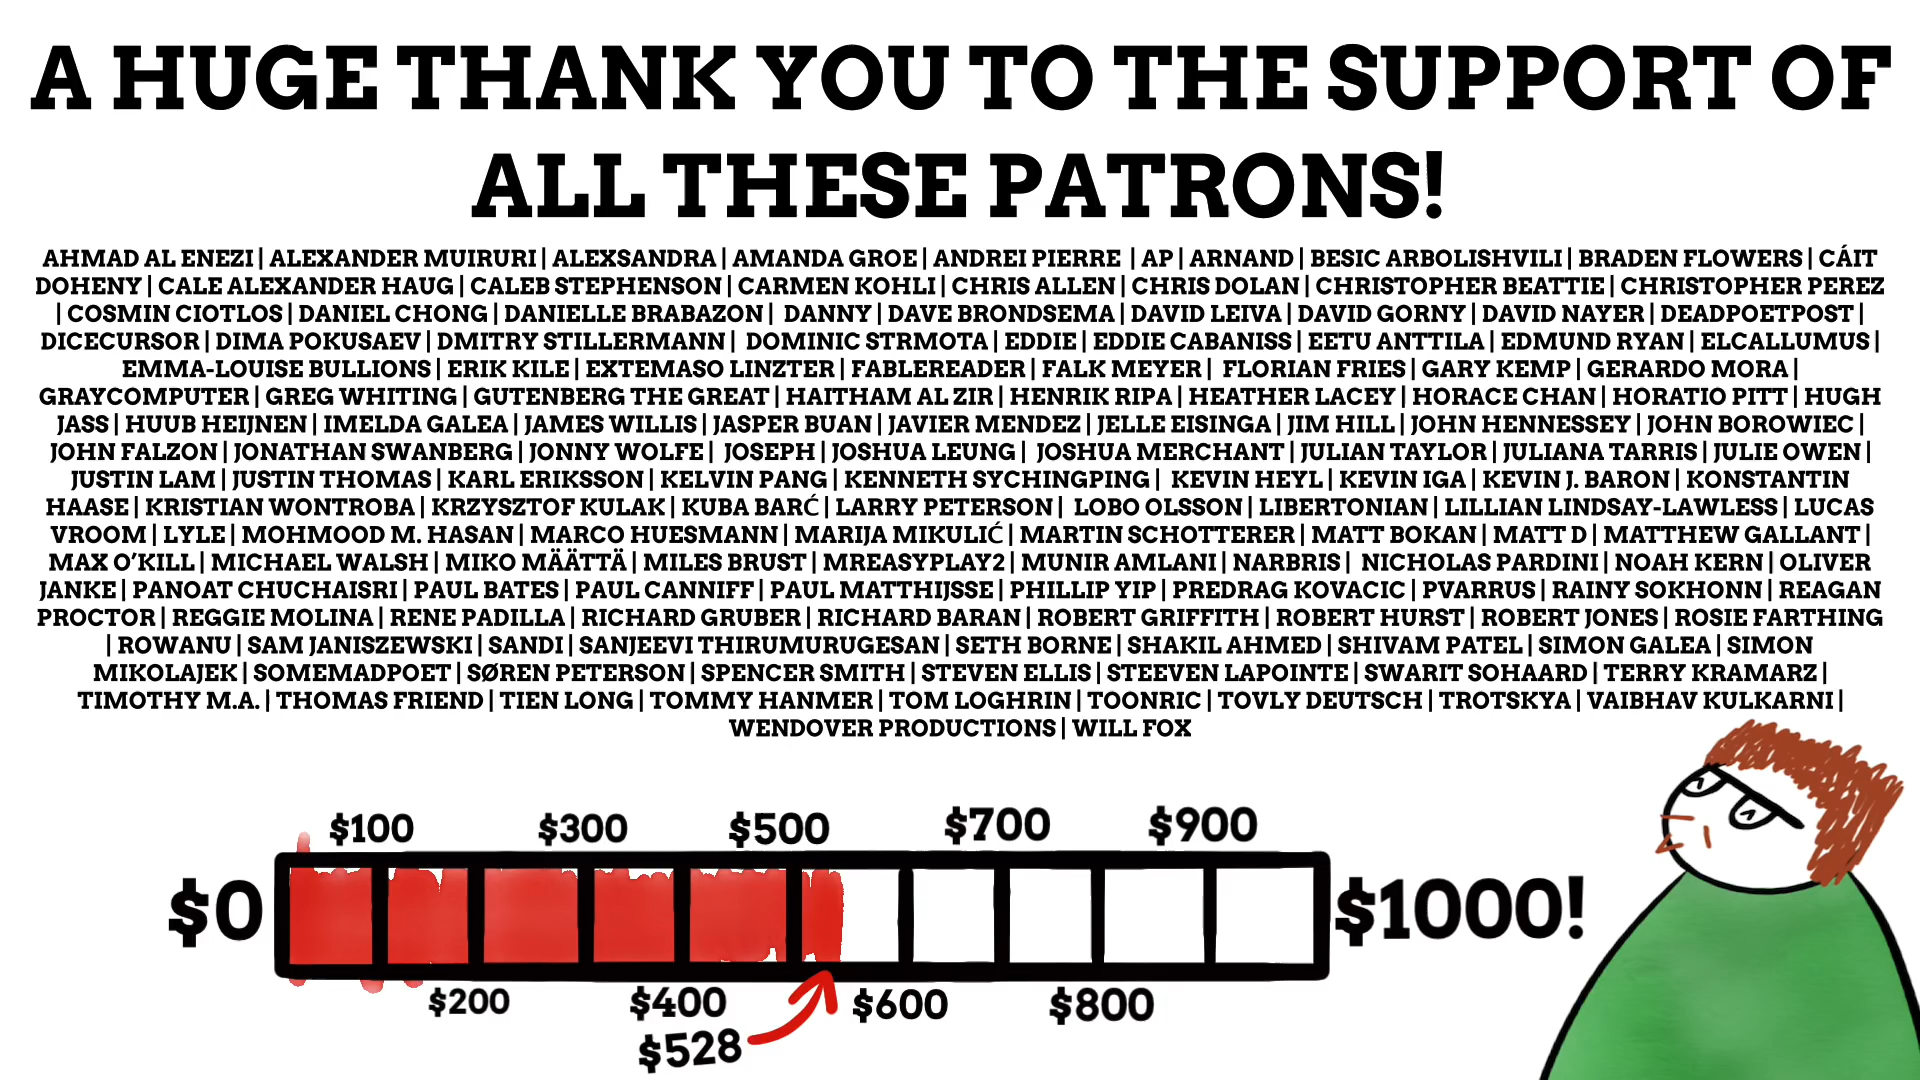 A HUGE THANK YOU TO THE SUPPORT OF
ALL THESE PATRONS!
AHMAD AL ENEZI | ALEXANDER MUIRURI | ALEXSANDRA | AMANDA GROE | ANDREI PIERRE | AP | ARNAND | BESIC ARBOLISHVILI | BRADEN FLOWERS | CÁIT
DOHENY | CALE ALEXANDER HAUG | CALEB STEPHENSON | CARMEN KOHLI | CHRIS ALLEN | CHRIS DOLAN | CHRISTOPHER BEATTIE | CHRISTOPHER PEREZ
| COSMIN CIOTLOS | DANIEL CHONG | DANIELLE BRABAZON | DANNY | DAVE BRONDSEMA | DAVID LEIVA | DAVID GORNY | DAVID NAYER | DEADPOETPOST |
DICECURSOR | DIMA POKUSAEV | DMITRY STILLERMANN | DOMINIC STRMOTA | EDDIE | EDDIE CABANISS | EETU ANTTILA | EDMUND RYAN | ELCALLUMUS |
EMMA-LOUISE BULLIONS | ERIK KILE | EXTEMASO LINZTER | FABLEREADER | FALK MEYER | FLORIAN FRIES | GARY KEMP | GERARDO MORA |
GRAYCOMPUTER | GREG WHITING | GUTENBERG THE GREAT | HAITHAM AL ZIR | HENRIK RIPA | HEATHER LACEY | HORACE CHAN | HORATIO PITT | HUGH
JASS | HUUB HEIJNEN | IMELDA GALEA | JAMES WILLIS | JASPER BUAN | JAVIER MENDEZ | JELLE EISINGA | JIM HILL | JOHN HENNESSEY | JOHN BOROWIEC |
JOHN FALZON | JONATHAN SWANBERG | JONNY WOLFE | JOSEPH | JOSHUA LEUNG | JOSHUA MERCHANT | JULIAN TAYLOR | JULIANA TARRIS | JULIE OWEN |
JUSTIN LAM | JUSTIN THOMAS | KARL ERIKSSON | KELVIN PANG | KENNETH SYCHINGPING | KEVIN HEYL | KEVIN IGA | KEVIN J. BARON | KONSTANTIN
HAASE | KRISTIAN WONTROBA | KRZYSZTOF KULAK | KUBA BARĆ | LARRY PETERSON | LOBO OLSSON | LIBERTONIAN | LILLIAN LINDSAY-LAWLESS | LUCAS
VROOM | LYLE | MOHMOOD M. HASAN | MARCO HUESMANN | MARIJA MIKULIĆ | MARTIN SCHOTTERER | MATT BOKAN | MATT D | MATTHEW GALLANT |
MAX O'KILL | MICHAEL WALSH | MIKO MÄÄTTÄ | MILES BRUST | MREASYPLAY2 | MUNIR AMLANI | NARBRIS | NICHOLAS PARDINI | NOAH KERN | OLIVER
JANKE | PANOAT CHUCHAISRI | PAUL BATES | PAUL CANNIFF | PAUL MATTHIJSSE | PHILLIP YIP | PREDRAG KOVACIC | PVARRUS | RAINY SOKHONN | REAGAN
PROCTOR | REGGIE MOLINA | RENE PADILLA | RICHARD GRUBER | RICHARD BARAN | ROBERT GRIFFITH | ROBERT HURST | ROBERT JONES | ROSIE FARTHING
| ROWANU | SAM JANISZEWSKI | SANDI | SANJEEVI THIRUMURUGESAN | SETH BORNE | SHAKIL AHMED | SHIVAM PATEL | SIMON GALEA | SIMON
MIKOLAJEK | SOMEMADPOET | SØREN PETERSON | SPENCER SMITH | STEVEN ELLIS | STEEVEN LAPOINTE | SWARIT SOHAARD | TERRY KRAMARZ |
TIMOTHY M.A. | THOMAS FRIEND | TIEN LONG | TOMMY HANMER | TOM LOGHRIN | TOONRIC | TOVLY DEUTSCH | TROTSKYA | VAIBHAV KULKARNI |
WENDOVER PRODUCTIONS | WILL FOX
$100 $300 $500 $700 $900
$0 $1000!
$200 $400 $600 $800
$528